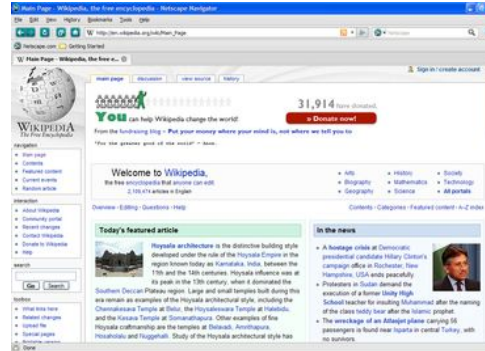 Main Page - Wikipedia, the free encyclopedia - Netscape Navigator
File Edit View History Bookmarks Tools Help
http://en.wikipedia.org/wiki/Main_Page
Netscape.com Getting Started
Main Page - Wikipedia, the free e...
Sign in / create account
main page discussion view source history
31,914 have donated.
You can help Wikipedia change the world!
» Donate now!
From the fundraising blog - Put your money where your mind is, not where we tell you to
"For the greater good of the world" - Anon.
WIKIPEDIA
The Free Encyclopedia
navigation
Main page
Contents
Featured content
Current events
Random article
interaction
About Wikipedia
Community portal
Recent changes
Contact Wikipedia
Donate to Wikipedia
Help
search
Go Search
toolbox
What links here
Related changes
Upload file
Special pages
Welcome to Wikipedia,
the free encyclopedia that anyone can edit.
articles in English
Arts
Biography
Geography
History
Mathematics
Science
Society
Technology
All portals
Overview · Editing · Questions · Help
Contents · Categories · Featured content · A–Z index
Today's featured article
Hoysala architecture is the distinctive building style
developed under the rule of the Hoysala Empire in the
region known today as Karnataka, India, between the
11th and the 14th centuries. Hoysala influence was at
its peak in the 13th century, when it dominated the
Southern Deccan Plateau region. Large and small temples built during this
era remain as examples of the Hoysala architectural style, including the
Chennakesava Temple at Belur, the Hoysaleswara Temple at Halebidu,
and the Kesava Temple at Somanathapura. Other examples of fine
Hoysala craftsmanship are the temples at Belavadi, Amrithapura,
Hosaholalu and Nuggehalli. Study of the Hoysala architectural style has
In the news
A hostage crisis at Democratic
presidential candidate Hillary Clinton's
campaign office in Rochester, New
Hampshire, USA ends peacefully.
Protesters in Sudan demand the
execution of a former Unity High
School teacher for insulting Muhammad after the naming
of the class teddy bear after the Islamic prophet.
The wreckage of an Atlasjet plane carrying 56
passengers is found near Isparta in central Turkey, with
no survivors.
Done